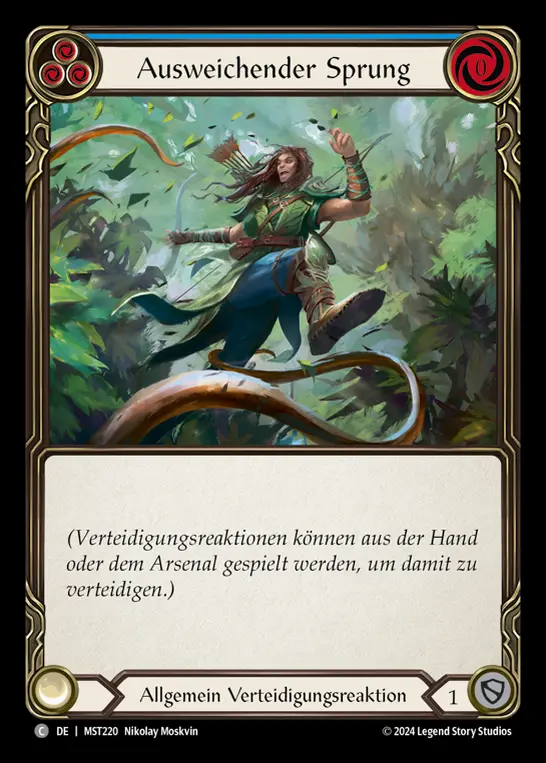 Ausweichender Sprung
0
(Verteidigungsreaktionen können aus der Hand
oder dem Arsenal gespielt werden, um damit zu
verteidigen.)
Allgemein Verteidigungsreaktion
1
C DE | MST220 Nikolay Moskvin
© 2024 Legend Story Studios